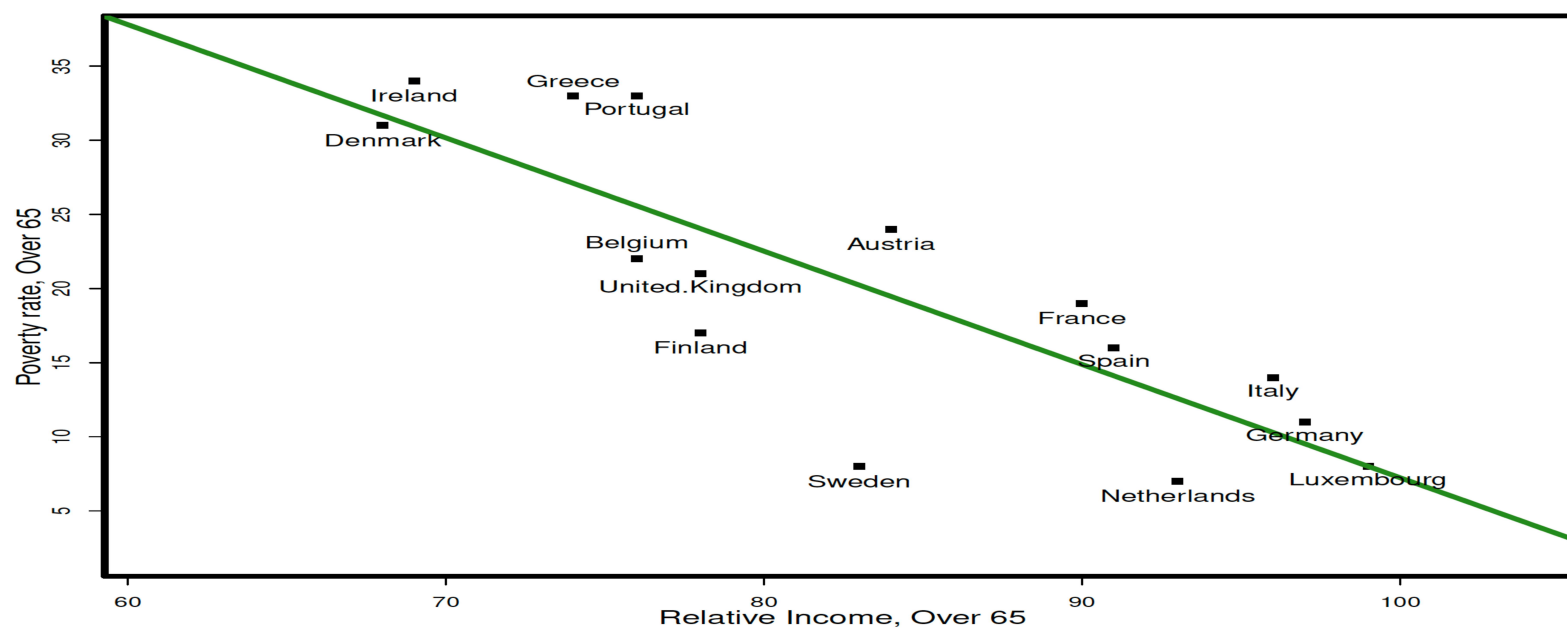 Poverty rate, Over 65
35
30
25
20
15
10
5
Greece
Ireland
Portugal
Denmark
Belgium
Austria
United.Kingdom
France
Finland
Spain
Italy
Germany
Sweden
Luxembourg
Netherlands
60
70
80
90
100
Relative Income, Over 65